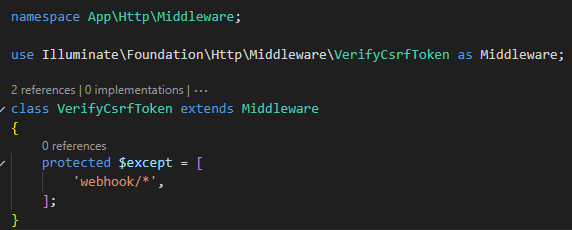 namespace App\Http\Middleware;
use Illuminate\Foundation\Http\Middleware\VerifyCsrfToken as Middleware;
2 references | 0 implementations | ···
class VerifyCsrfToken extends Middleware
{
0 references
protected $except = [
'webhook/*',
];
}